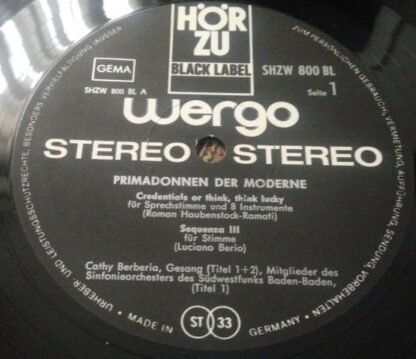 HÖR
ZU
BLACK LABEL
GEMA
SHZW 800 BL
SHZW 800 BL A
Seite 1
wergo
STEREO STEREO
PRIMADONNEN DER MODERNE
Credentials or think, think lucky
für Sprechstimme und 8 Instrumente
(Roman Haubenstock-Ramati)
Sequenza III
für Stimme
(Luciano Berio)
Cathy Berberia, Gesang (Titel 1+2), Mitglieder des
Sinfonieorchesters des Südwestfunks Baden-Baden,
(Titel 1)
URHEBER UND LEISTUNGSSCHUTZRECHTE, BESONDERS VERVIELFÄLTIGUNG (AUSSER
ZUM PERSÖNLICHEN GEBRAUCH), VERMIETUNG, AUFFÜHRUNG, SENDUNG, VORBEHALTEN
• MADE IN ST 33 GERMANY •